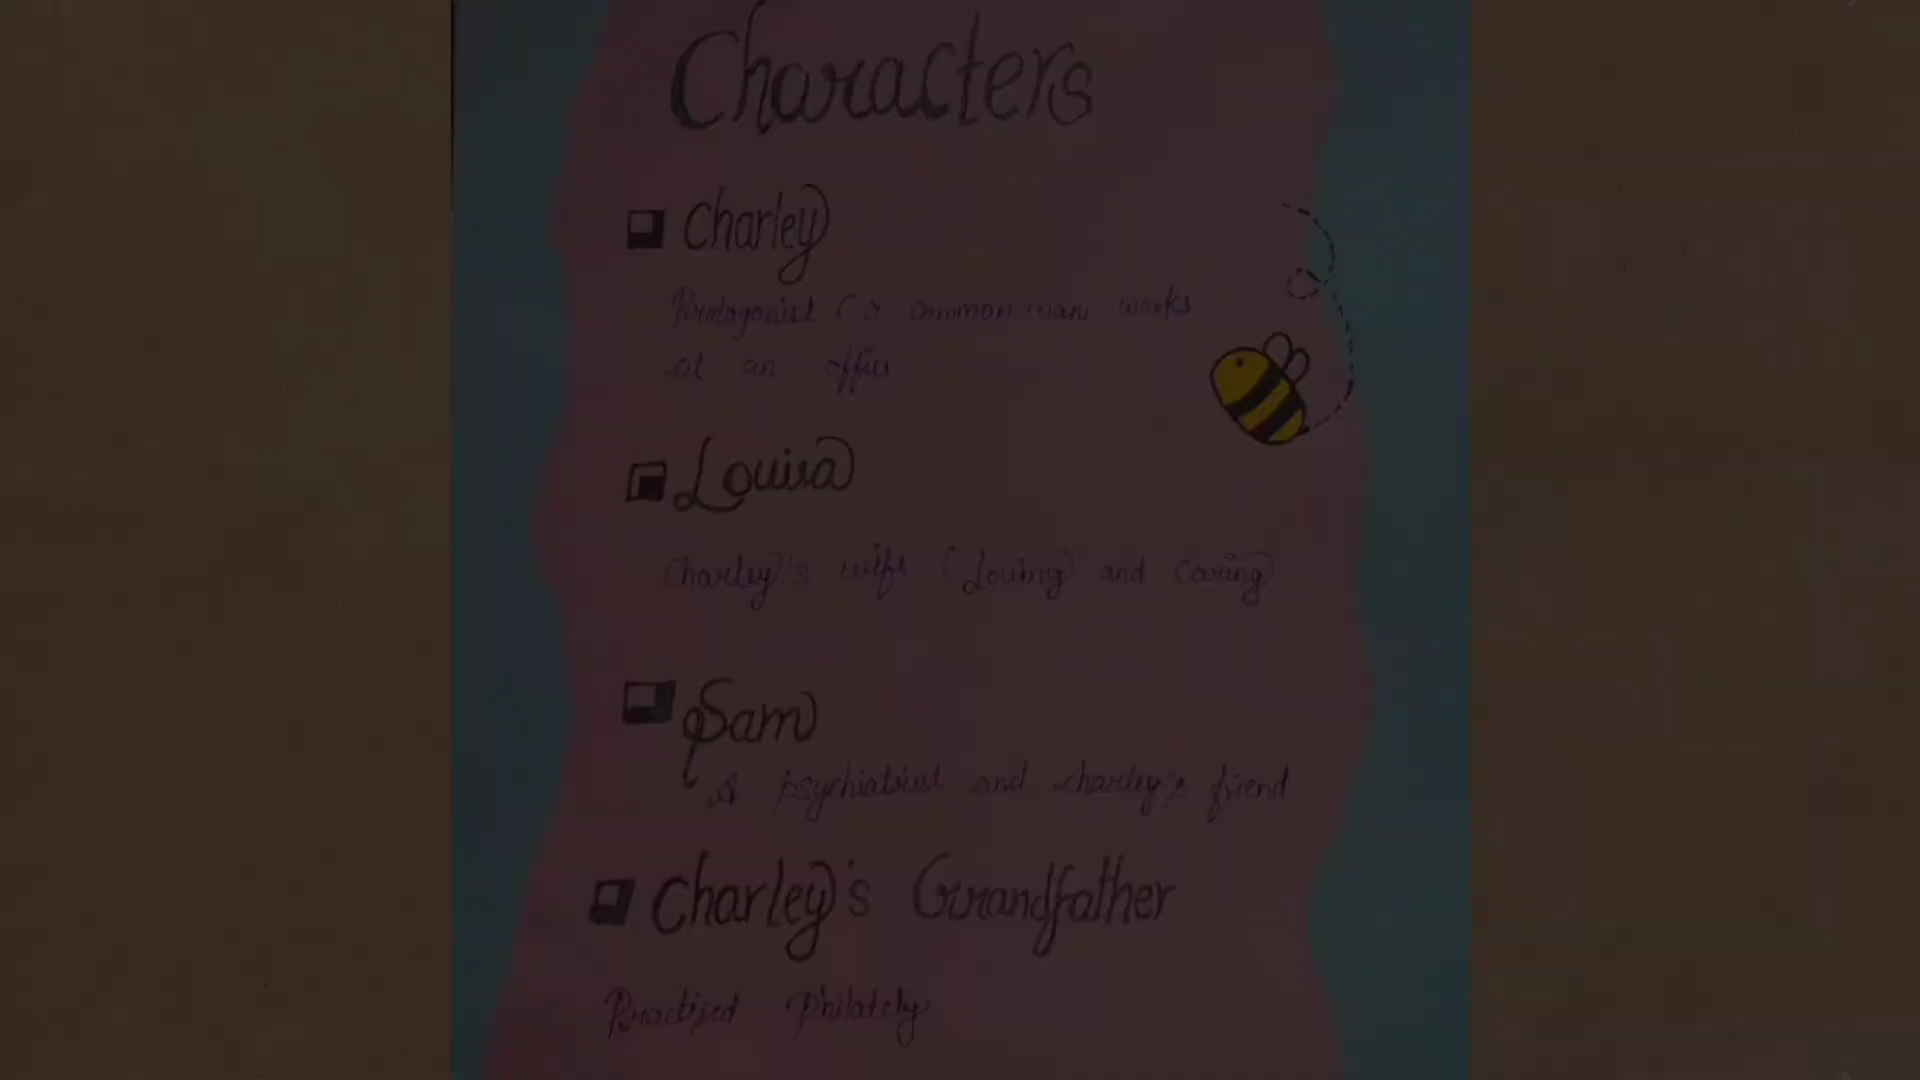 Characters
Charley
Protagonist ( a common man works
at an office
Louisa
Charley's wife (Loving) and Caring
Sam
A psychiatrist and charley's friend
Charley's Grandfather
Practised Philately